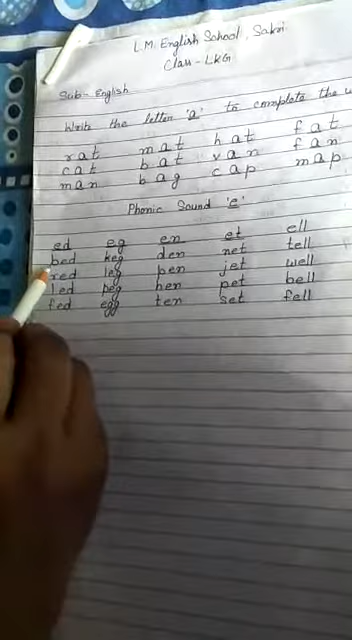 L.M. English School, Sakri
Class - LKG
Sub - English
Write the letter 'a' to complete the
rat mat hat fat
cat bat van fan
man bag cap map
Phonic Sound 'e'
ed eg en et ell
bed keg den net tell
red leg pen jet well
led peg hen pet bell
fed egg ten set fell